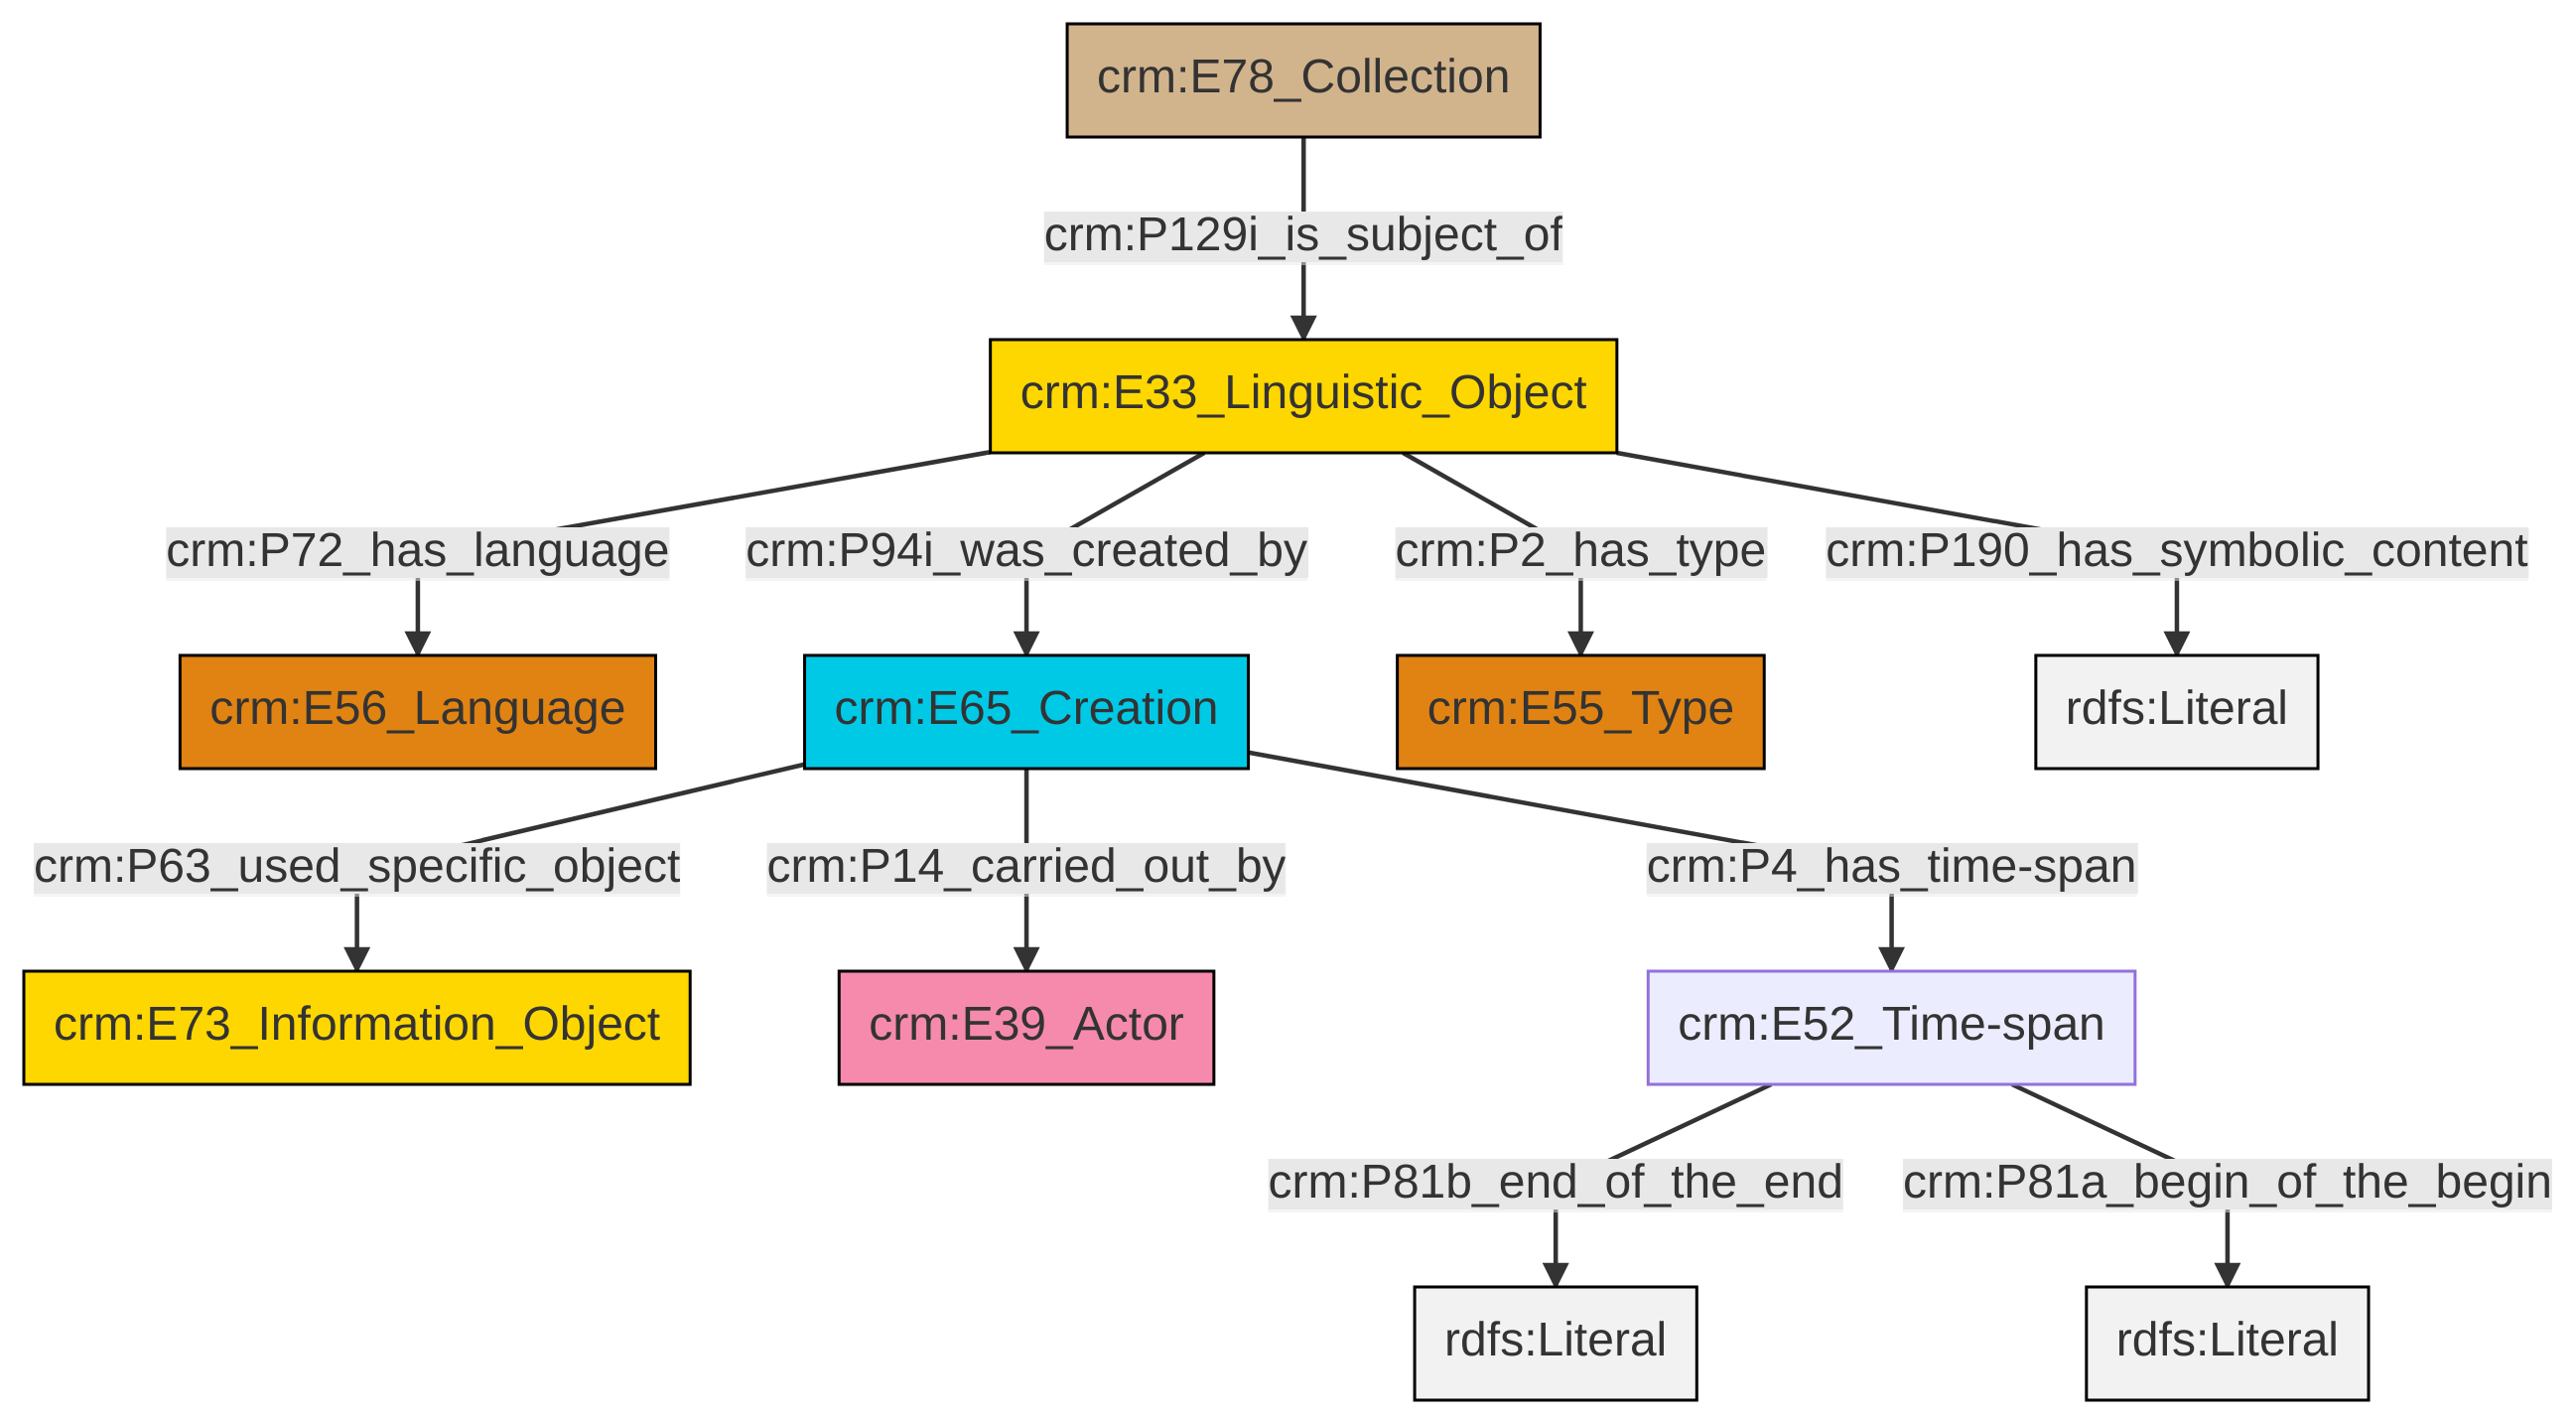 crm:E78_Collection
crm:P129i_is_subject_of
crm:E33_Linguistic_Object
crm:P72_has_language
crm:P94i_was_created_by
crm:P2_has_type
crm:P190_has_symbolic_content
crm:E56_Language
crm:E65_Creation
crm:E55_Type
rdfs:Literal
crm:P63_used_specific_object
crm:P14_carried_out_by
crm:P4_has_time-span
crm:E73_Information_Object
crm:E39_Actor
crm:E52_Time-span
crm:P81b_end_of_the_end
crm:P81a_begin_of_the_begin
rdfs:Literal
rdfs:Literal